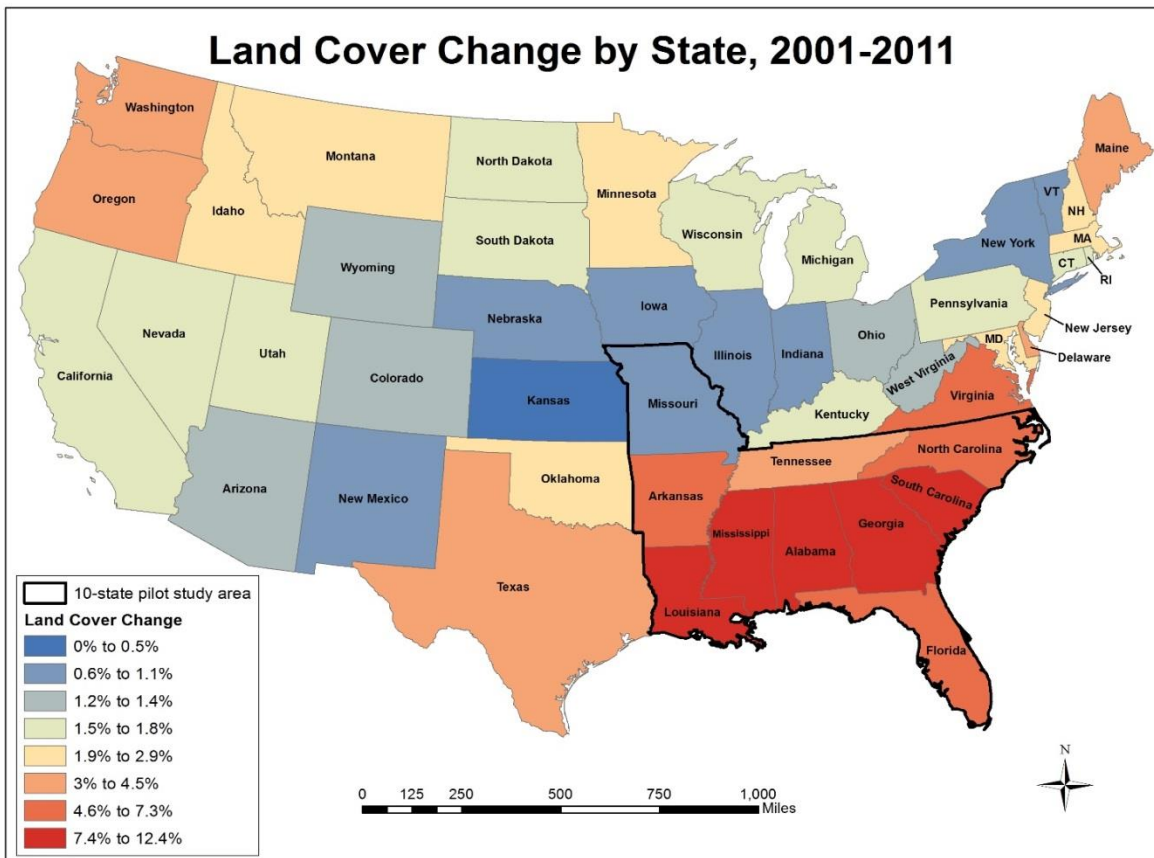 Land Cover Change by State, 2001-2011
Washington
Maine
Montana
North Dakota
Minnesota
VT
Oregon
NH
Idaho
Wisconsin
South Dakota
New York
MA
Michigan
Wyoming
CT
RI
Pennsylvania
Iowa
Nebraska
New Jersey
Ohio
Nevada
Illinois
Indiana
MD
Utah
Delaware
West Virginia
California
Colorado
Kansas
Missouri
Virginia
Kentucky
North Carolina
Tennessee
Oklahoma
Arizona
New Mexico
Arkansas
South Carolina
Georgia
Mississippi
Alabama
Texas
Louisiana
Florida
10-state pilot study area
Land Cover Change
0% to 0.5%
0.6% to 1.1%
1.2% to 1.4%
1.5% to 1.8%
1.9% to 2.9%
3% to 4.5%
4.6% to 7.3%
7.4% to 12.4%
0 125 250 500 750 1,000
Miles
N